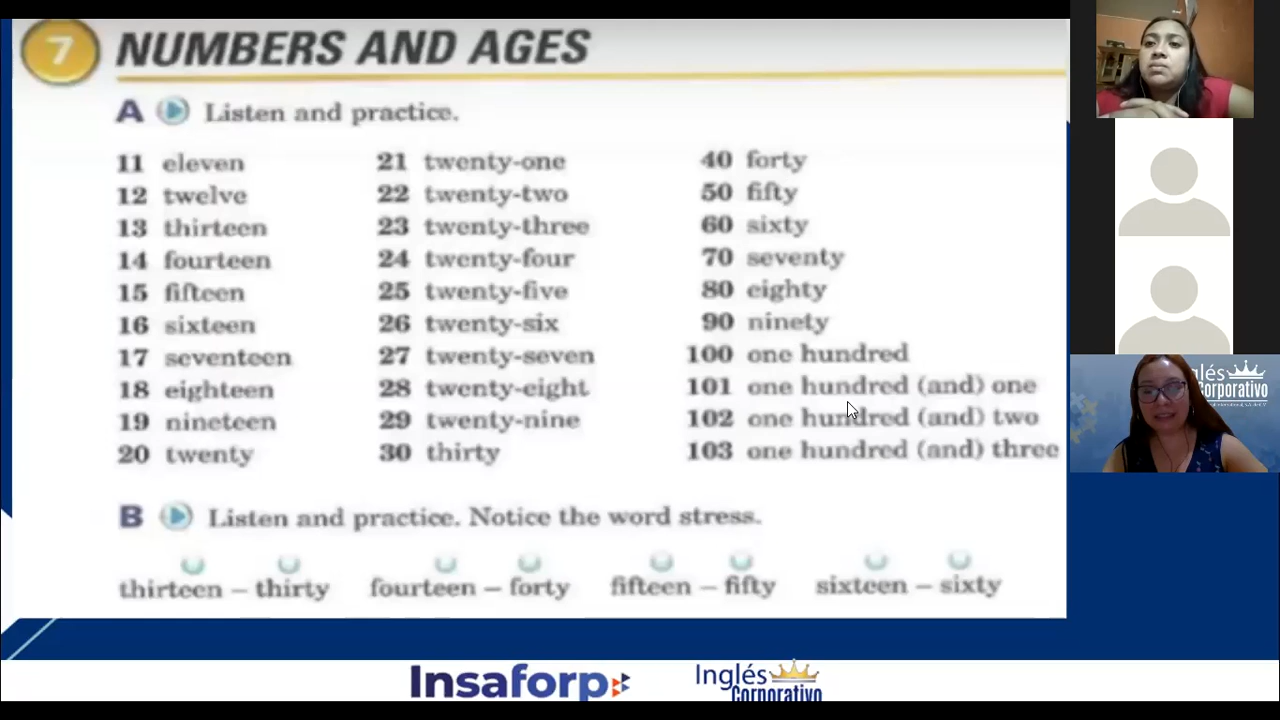 7 NUMBERS AND AGES
A Listen and practice.
11 eleven
12 twelve
13 thirteen
14 fourteen
15 fifteen
16 sixteen
17 seventeen
18 eighteen
19 nineteen
20 twenty
21 twenty-one
22 twenty-two
23 twenty-three
24 twenty-four
25 twenty-five
26 twenty-six
27 twenty-seven
28 twenty-eight
29 twenty-nine
30 thirty
40 forty
50 fifty
60 sixty
70 seventy
80 eighty
90 ninety
100 one hundred
101 one hundred (and) one
102 one hundred (and) two
103 one hundred (and) three
B Listen and practice. Notice the word stress.
thirteen – thirty fourteen – forty fifteen – fifty sixteen – sixty
Insaforp
Inglés
Corporativo
glés
Corporativo